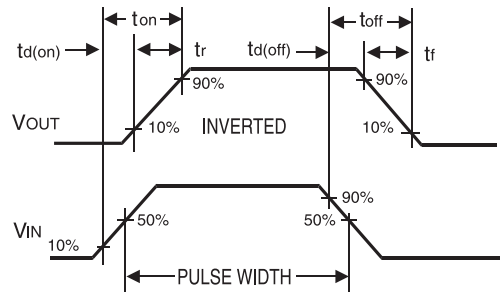 ton
toff
td(on)
tr
td(off)
tf
90%
90%
VOUT
10%
INVERTED
10%
90%
50%
50%
VIN
10%
PULSE WIDTH